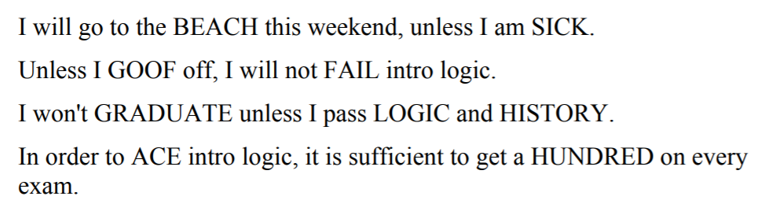 I will go to the BEACH this weekend, unless I am SICK.
Unless I GOOF off, I will not FAIL intro logic.
I won't GRADUATE unless I pass LOGIC and HISTORY.
In order to ACE intro logic, it is sufficient to get a HUNDRED on every
exam.